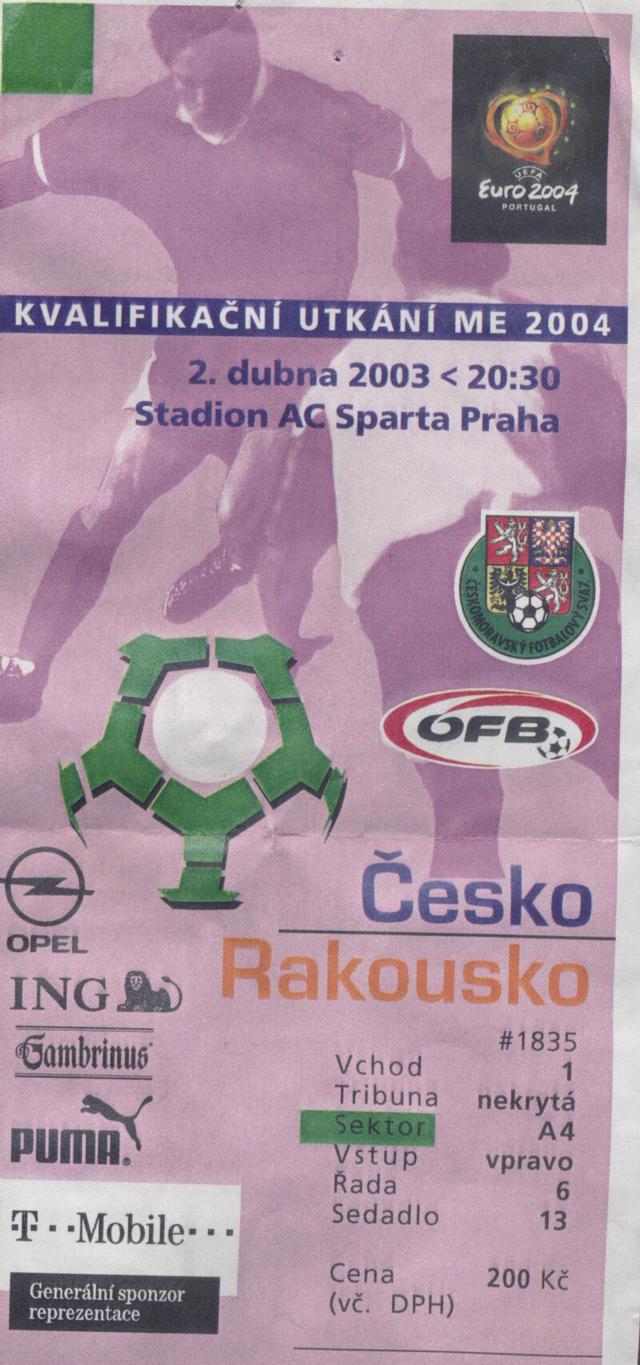 UEFA
Euro 2004
PORTUGAL
KVALIFIKAČNÍ UTKÁNÍ ME 2004
2. dubna 2003 < 20:30
Stadion AC Sparta Praha
ČESKOMORAVSKÝ FOTBALOVÝ SVAZ
ÖFB
Česko
Rakousko
OPEL
ING
Gambrinus
PUMA®
T··Mobile···
Generální sponzor
reprezentace
#1835
Vchod 1
Tribuna nekrytá
Sektor A4
Vstup vpravo
Řada 6
Sedadlo 13
Cena 200 Kč
(vč. DPH)